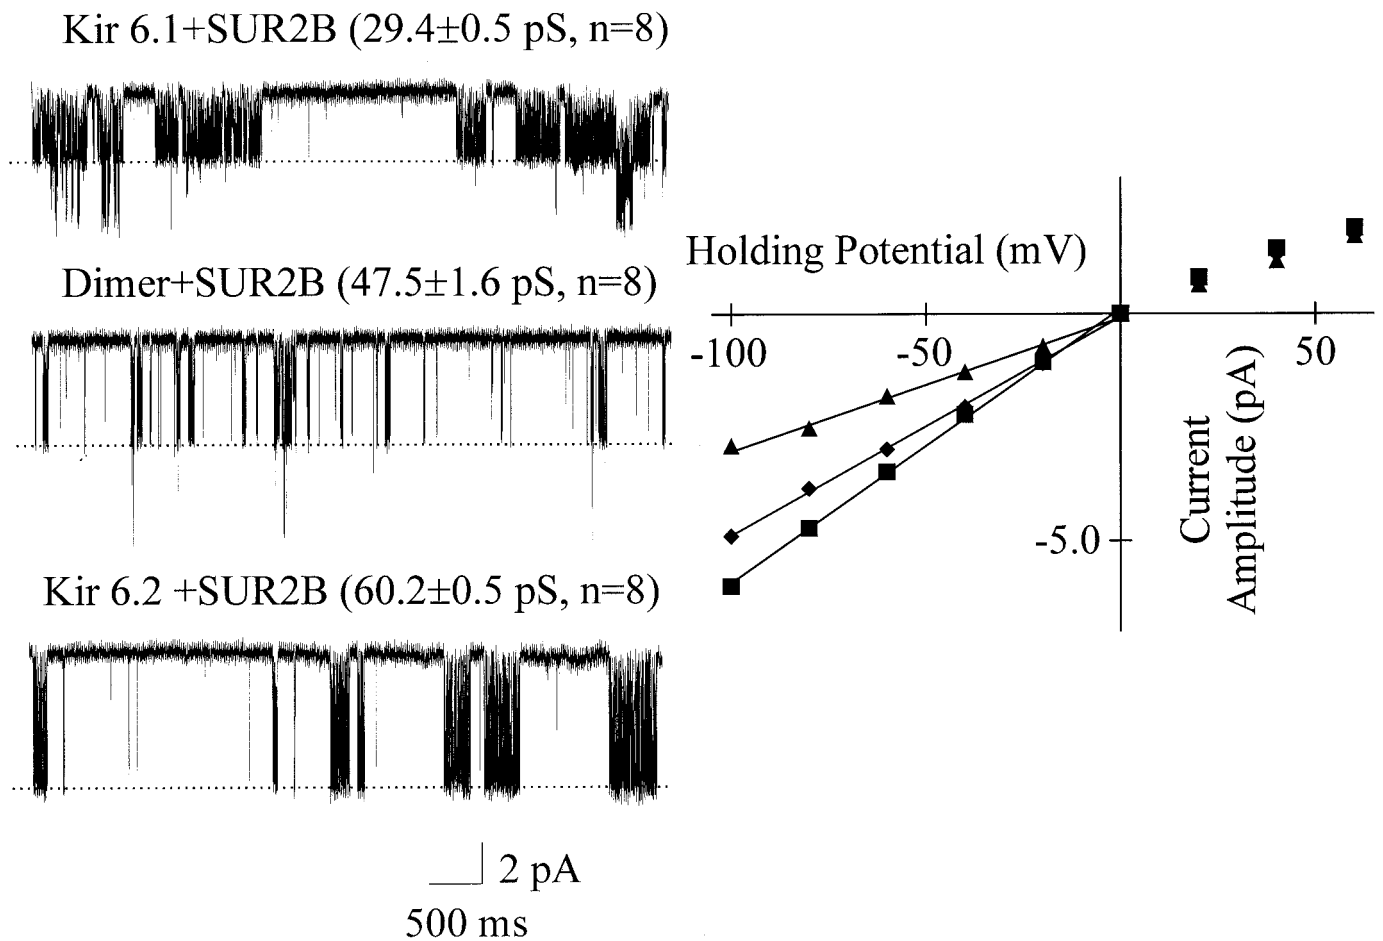 Kir 6.1+SUR2B (29.4±0.5 pS, n=8)
Dimer+SUR2B (47.5±1.6 pS, n=8)
Kir 6.2 +SUR2B (60.2±0.5 pS, n=8)
2 pA
500 ms
Holding Potential (mV)
-100
-50
50
-5.0
Current
Amplitude (pA)